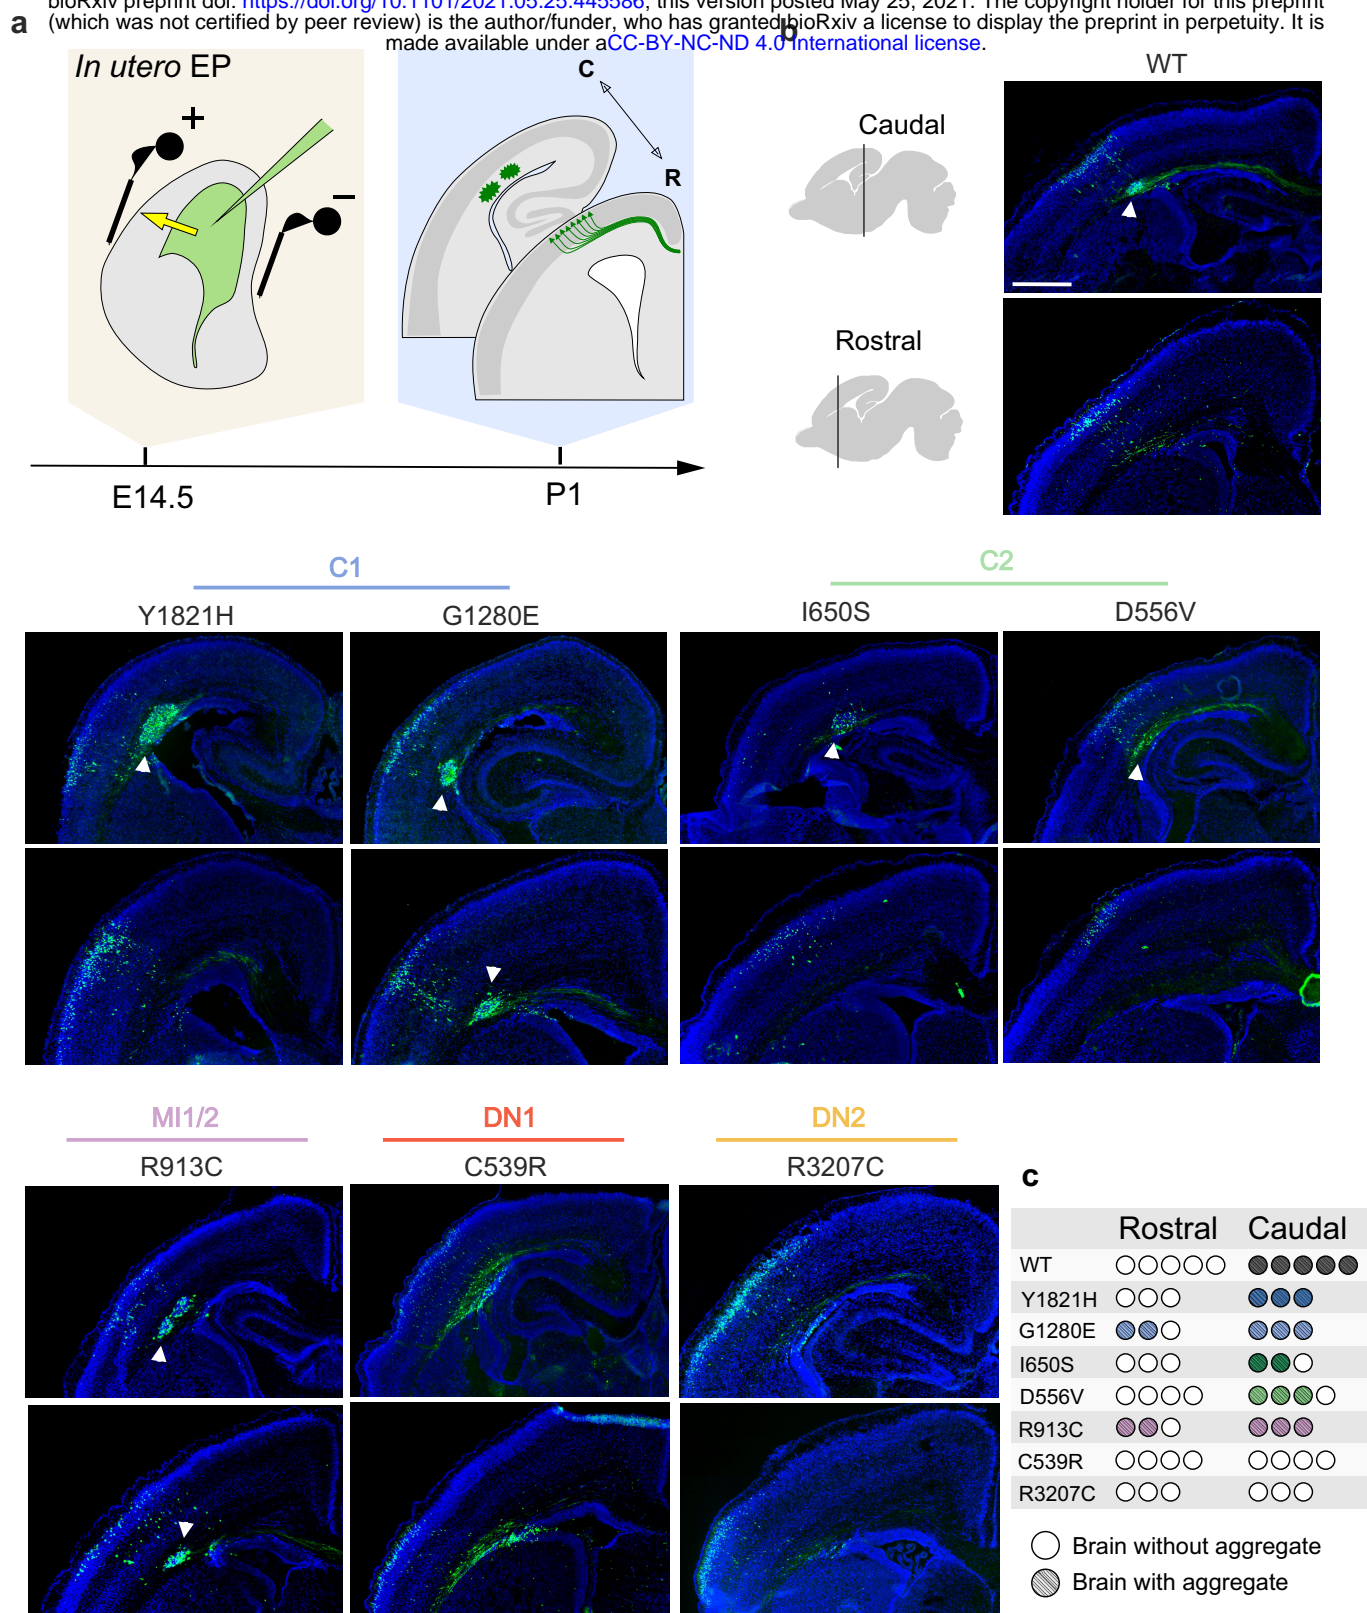 bioRxiv preprint doi: https://doi.org/10.1101/2021.05.25.445586; this version posted May 25, 2021. The copyright holder for this preprint
(which was not certified by peer review) is the author/funder, who has granted bioRxiv a license to display the preprint in perpetuity. It is
made available under aCC-BY-NC-ND 4.0 International license.
a
b
In utero EP
+
−
C
R
E14.5
P1
Caudal
Rostral
WT
C1
C2
Y1821H
G1280E
I650S
D556V
MI1/2
DN1
DN2
R913C
C539R
R3207C
c
Rostral Caudal
WT
Y1821H
G1280E
I650S
D556V
R913C
C539R
R3207C
Brain without aggregate
Brain with aggregate